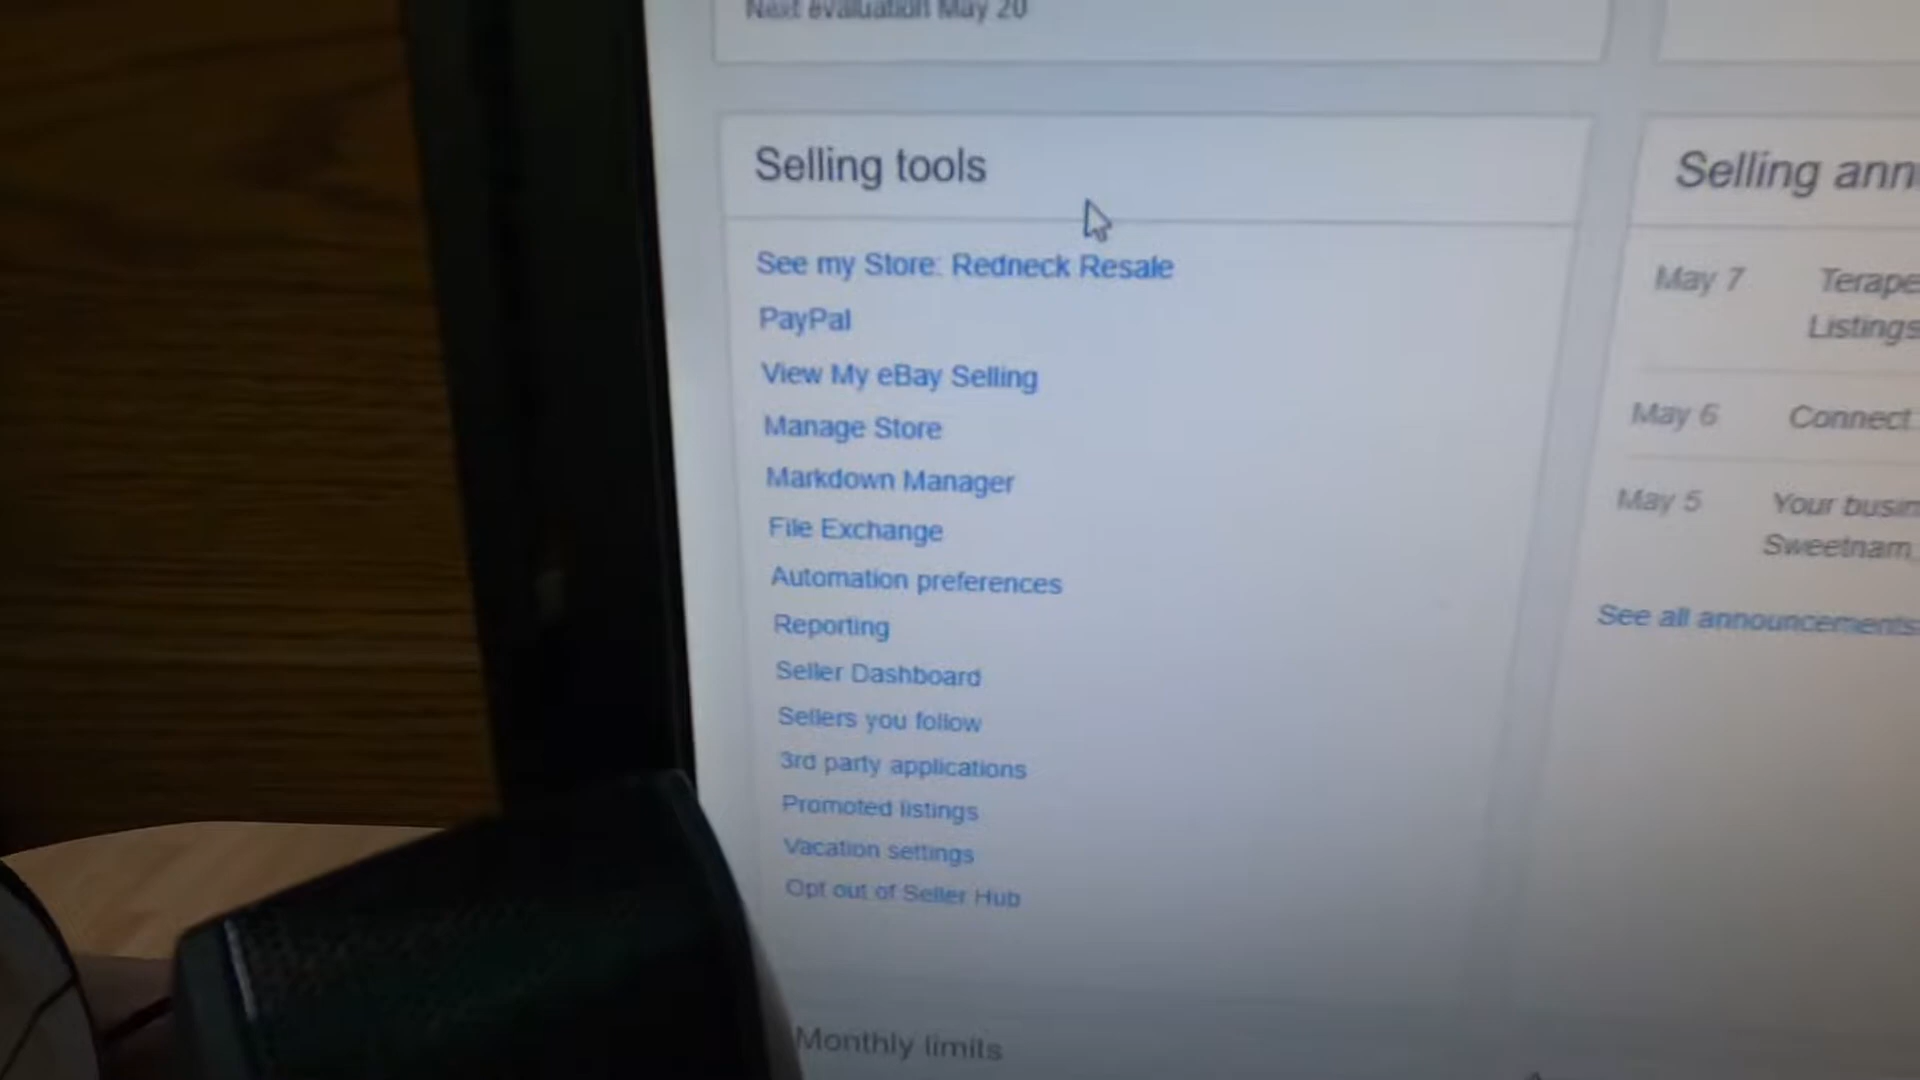 Next evaluation May 20
Selling tools
See my Store: Redneck Resale
PayPal
View My eBay Selling
Manage Store
Markdown Manager
File Exchange
Automation preferences
Reporting
Seller Dashboard
Sellers you follow
3rd party applications
Promoted listings
Vacation settings
Opt out of Seller Hub
Monthly limits
Selling ann
May 7 Terape
Listings
May 6 Connect
May 5 Your busin
Sweetnam
See all announcements